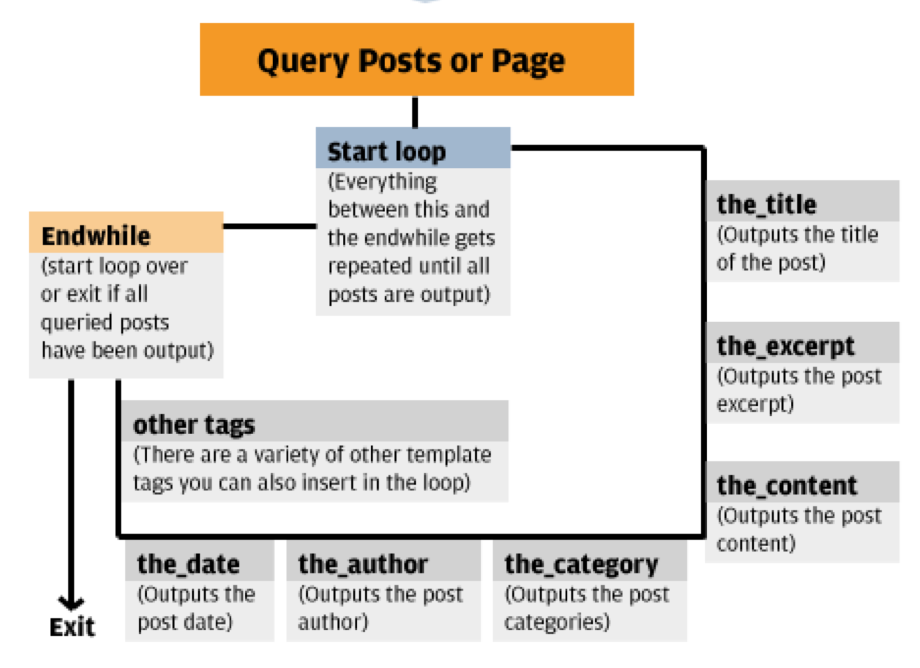 Query Posts or Page
Start loop
(Everything
between this and
the endwhile gets
repeated until all
posts are output)
the_title
(Outputs the title
of the post)
Endwhile
(start loop over
or exit if all
queried posts
have been output)
the_excerpt
(Outputs the post
excerpt)
other tags
(There are a variety of other template
tags you can also insert in the loop)
the_content
(Outputs the post
content)
the_date
(Outputs the
post date)
the_author
(Outputs the post
author)
the_category
(Outputs the post
categories)
Exit